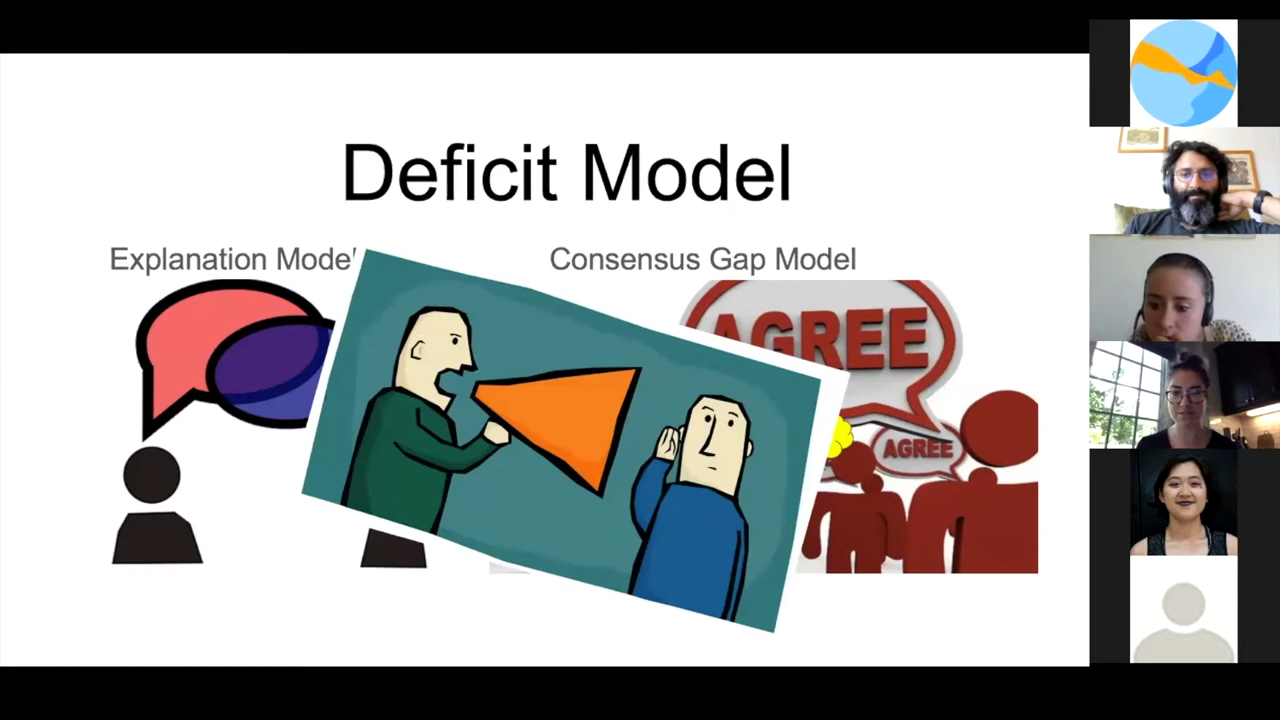 Deficit Model
Explanation Model
Consensus Gap Model
AGREE
AGREE